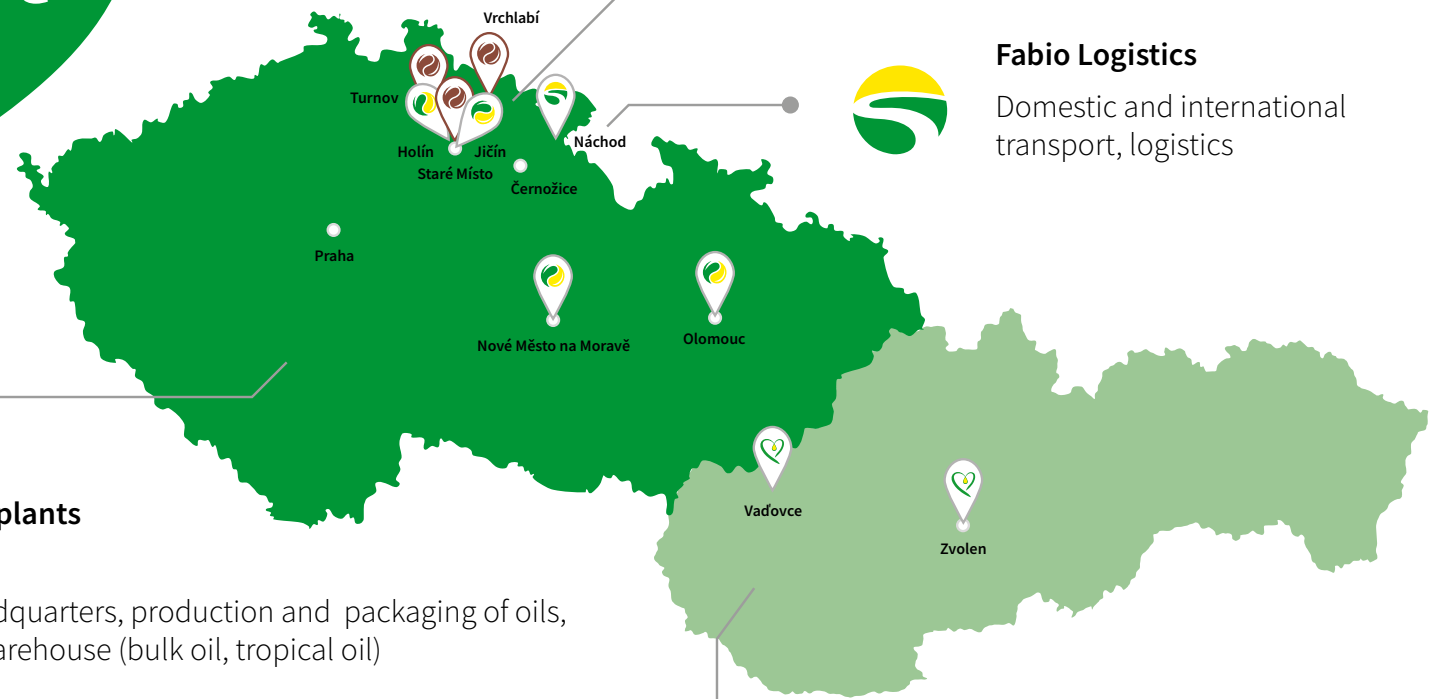 Vrchlabí
Turnov
Holín
Jičín
Staré Místo
Náchod
Černožice
Praha
Nové Město na Moravě
Olomouc
Vaďovce
Zvolen
Fabio Logistics
Domestic and international
transport, logistics
plants
dquarters, production and packaging of oils,
arehouse (bulk oil, tropical oil)